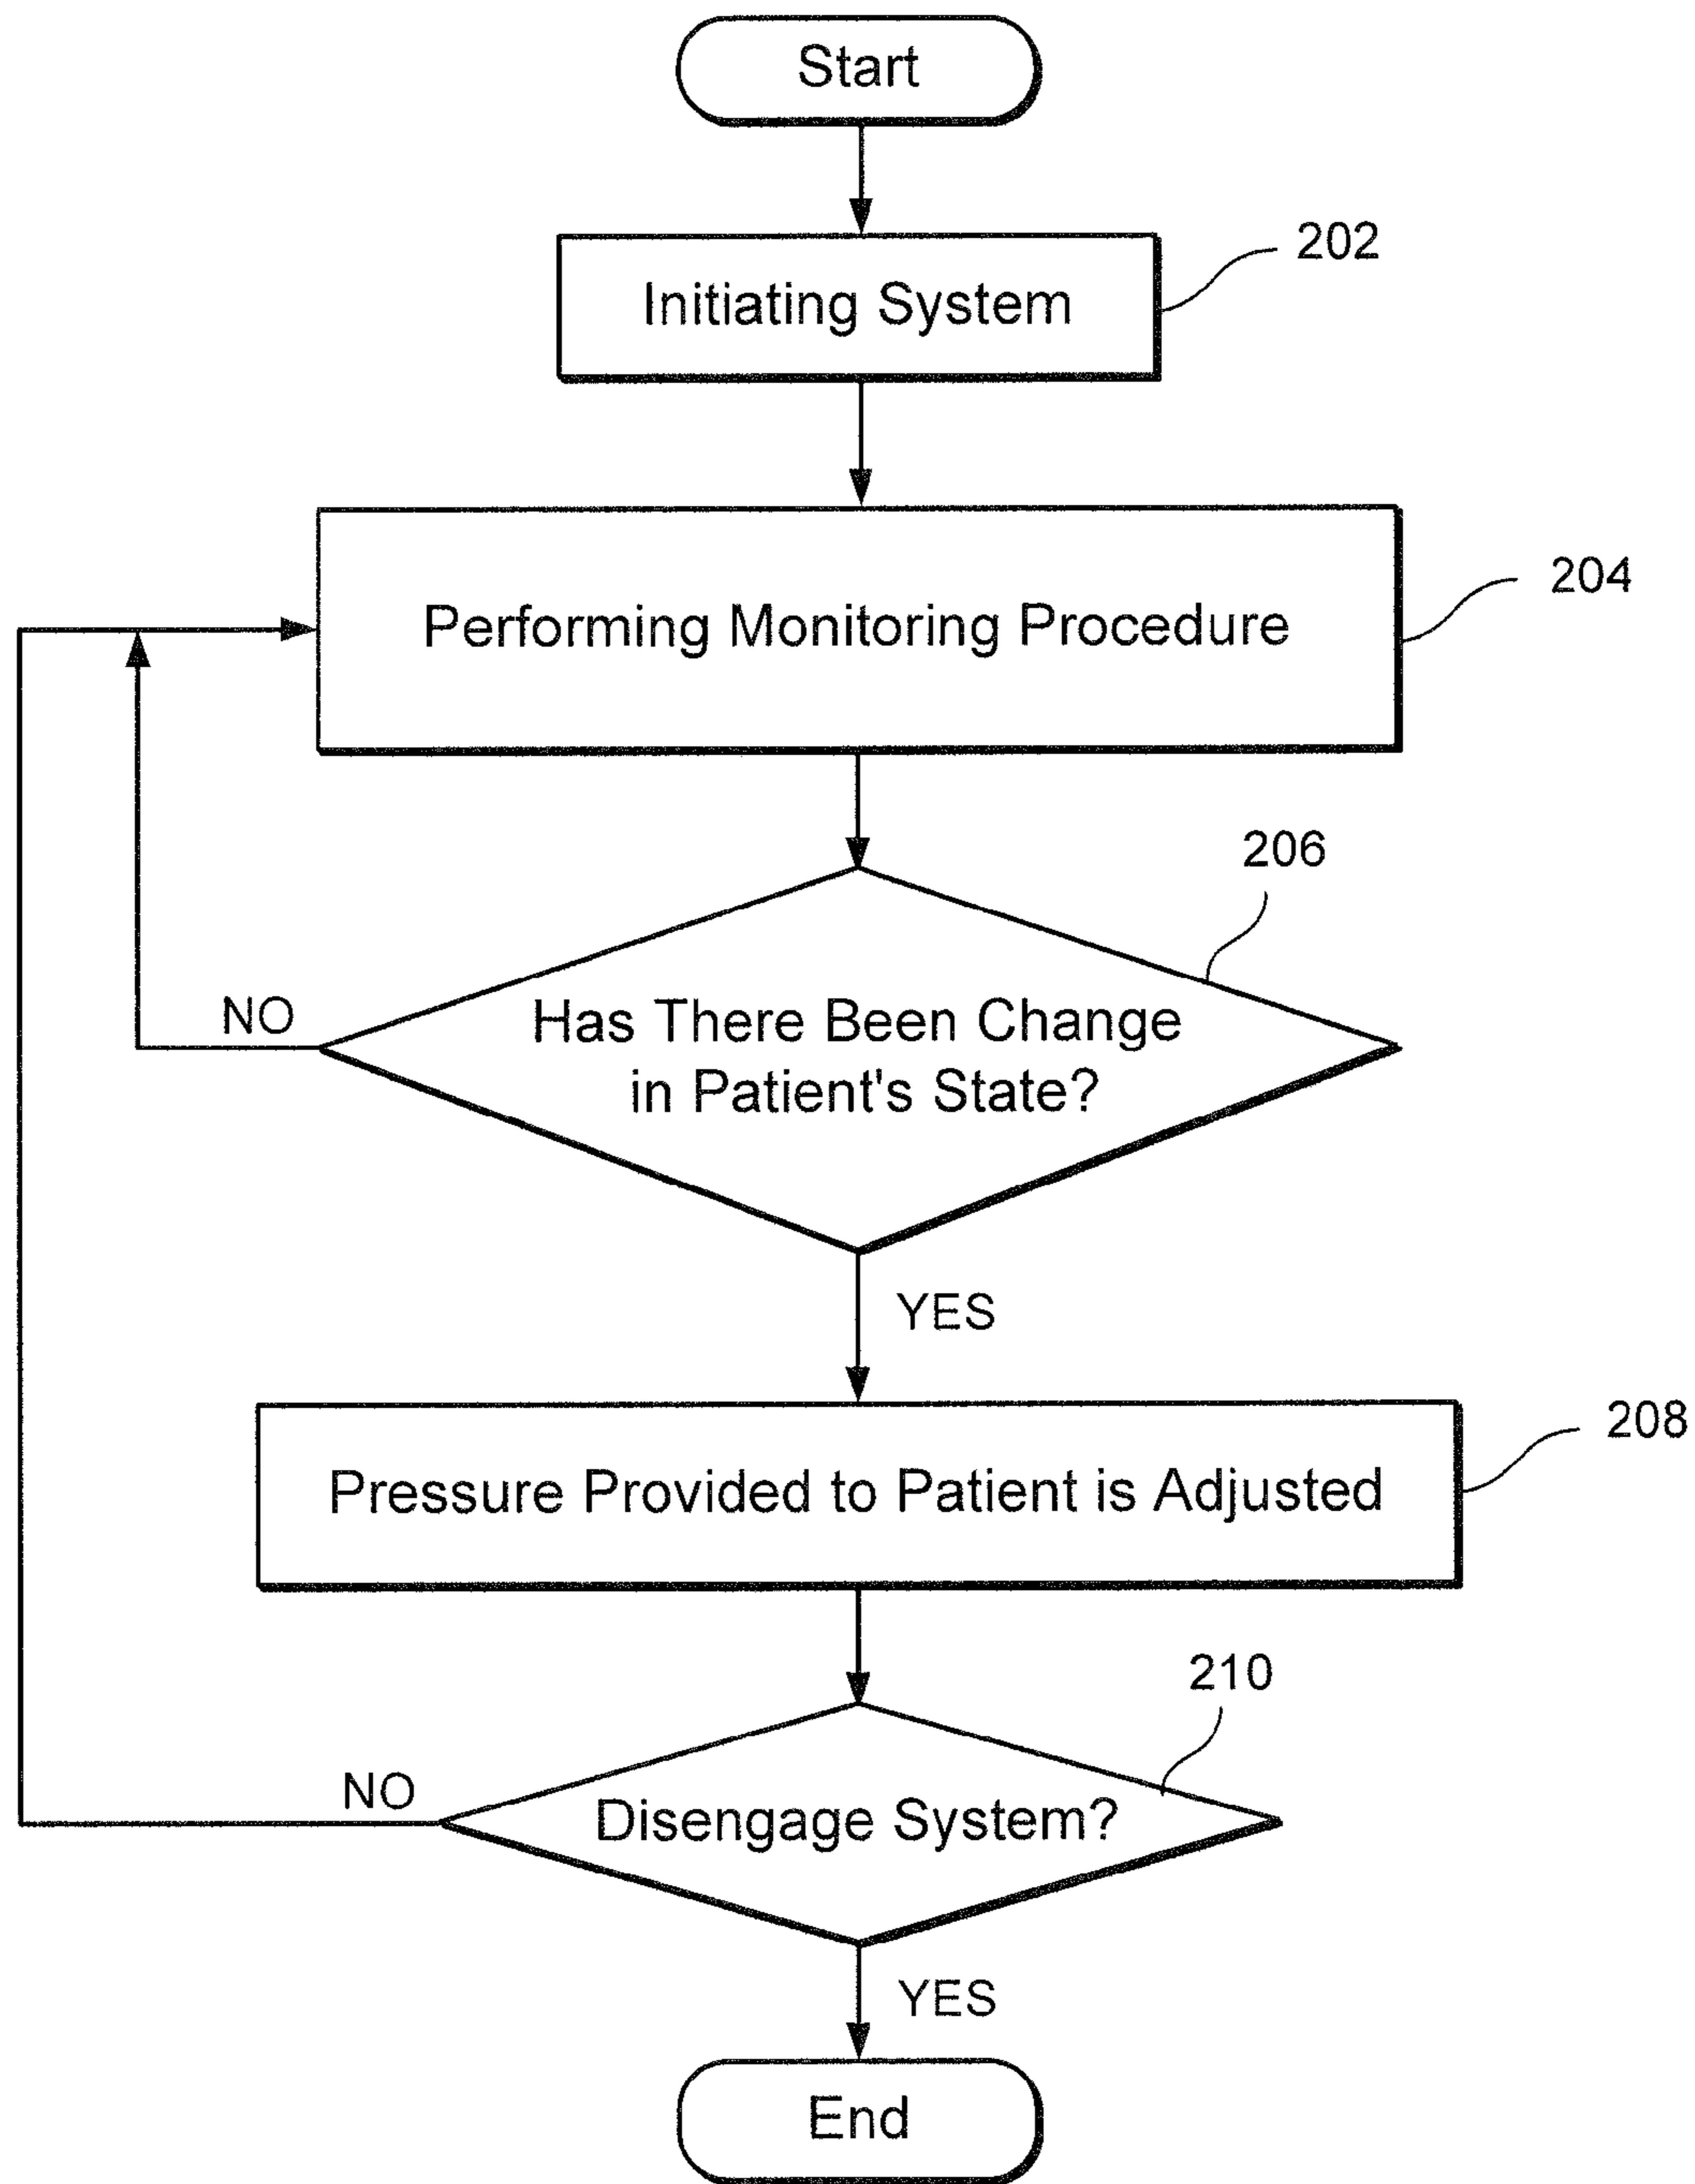 Start
Initiating System
202
Performing Monitoring Procedure
204
206
Has There Been Change
in Patient's State?
NO
YES
Pressure Provided to Patient is Adjusted
208
210
Disengage System?
NO
YES
End